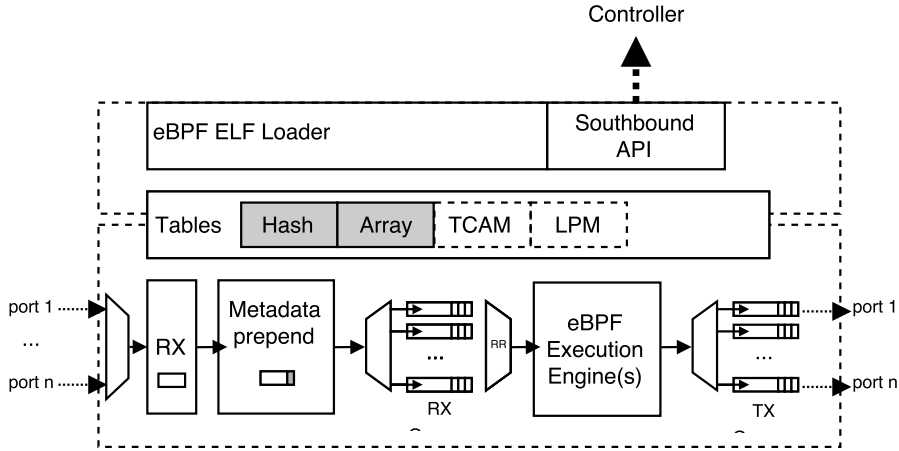 Controller
eBPF ELF Loader
Southbound
API
Tables
Hash
Array
TCAM
LPM
port 1
...
port n
RX
Metadada
prepend
...
RX
RR
eBPF
Execution
Engine(s)
...
TX
port 1
port n